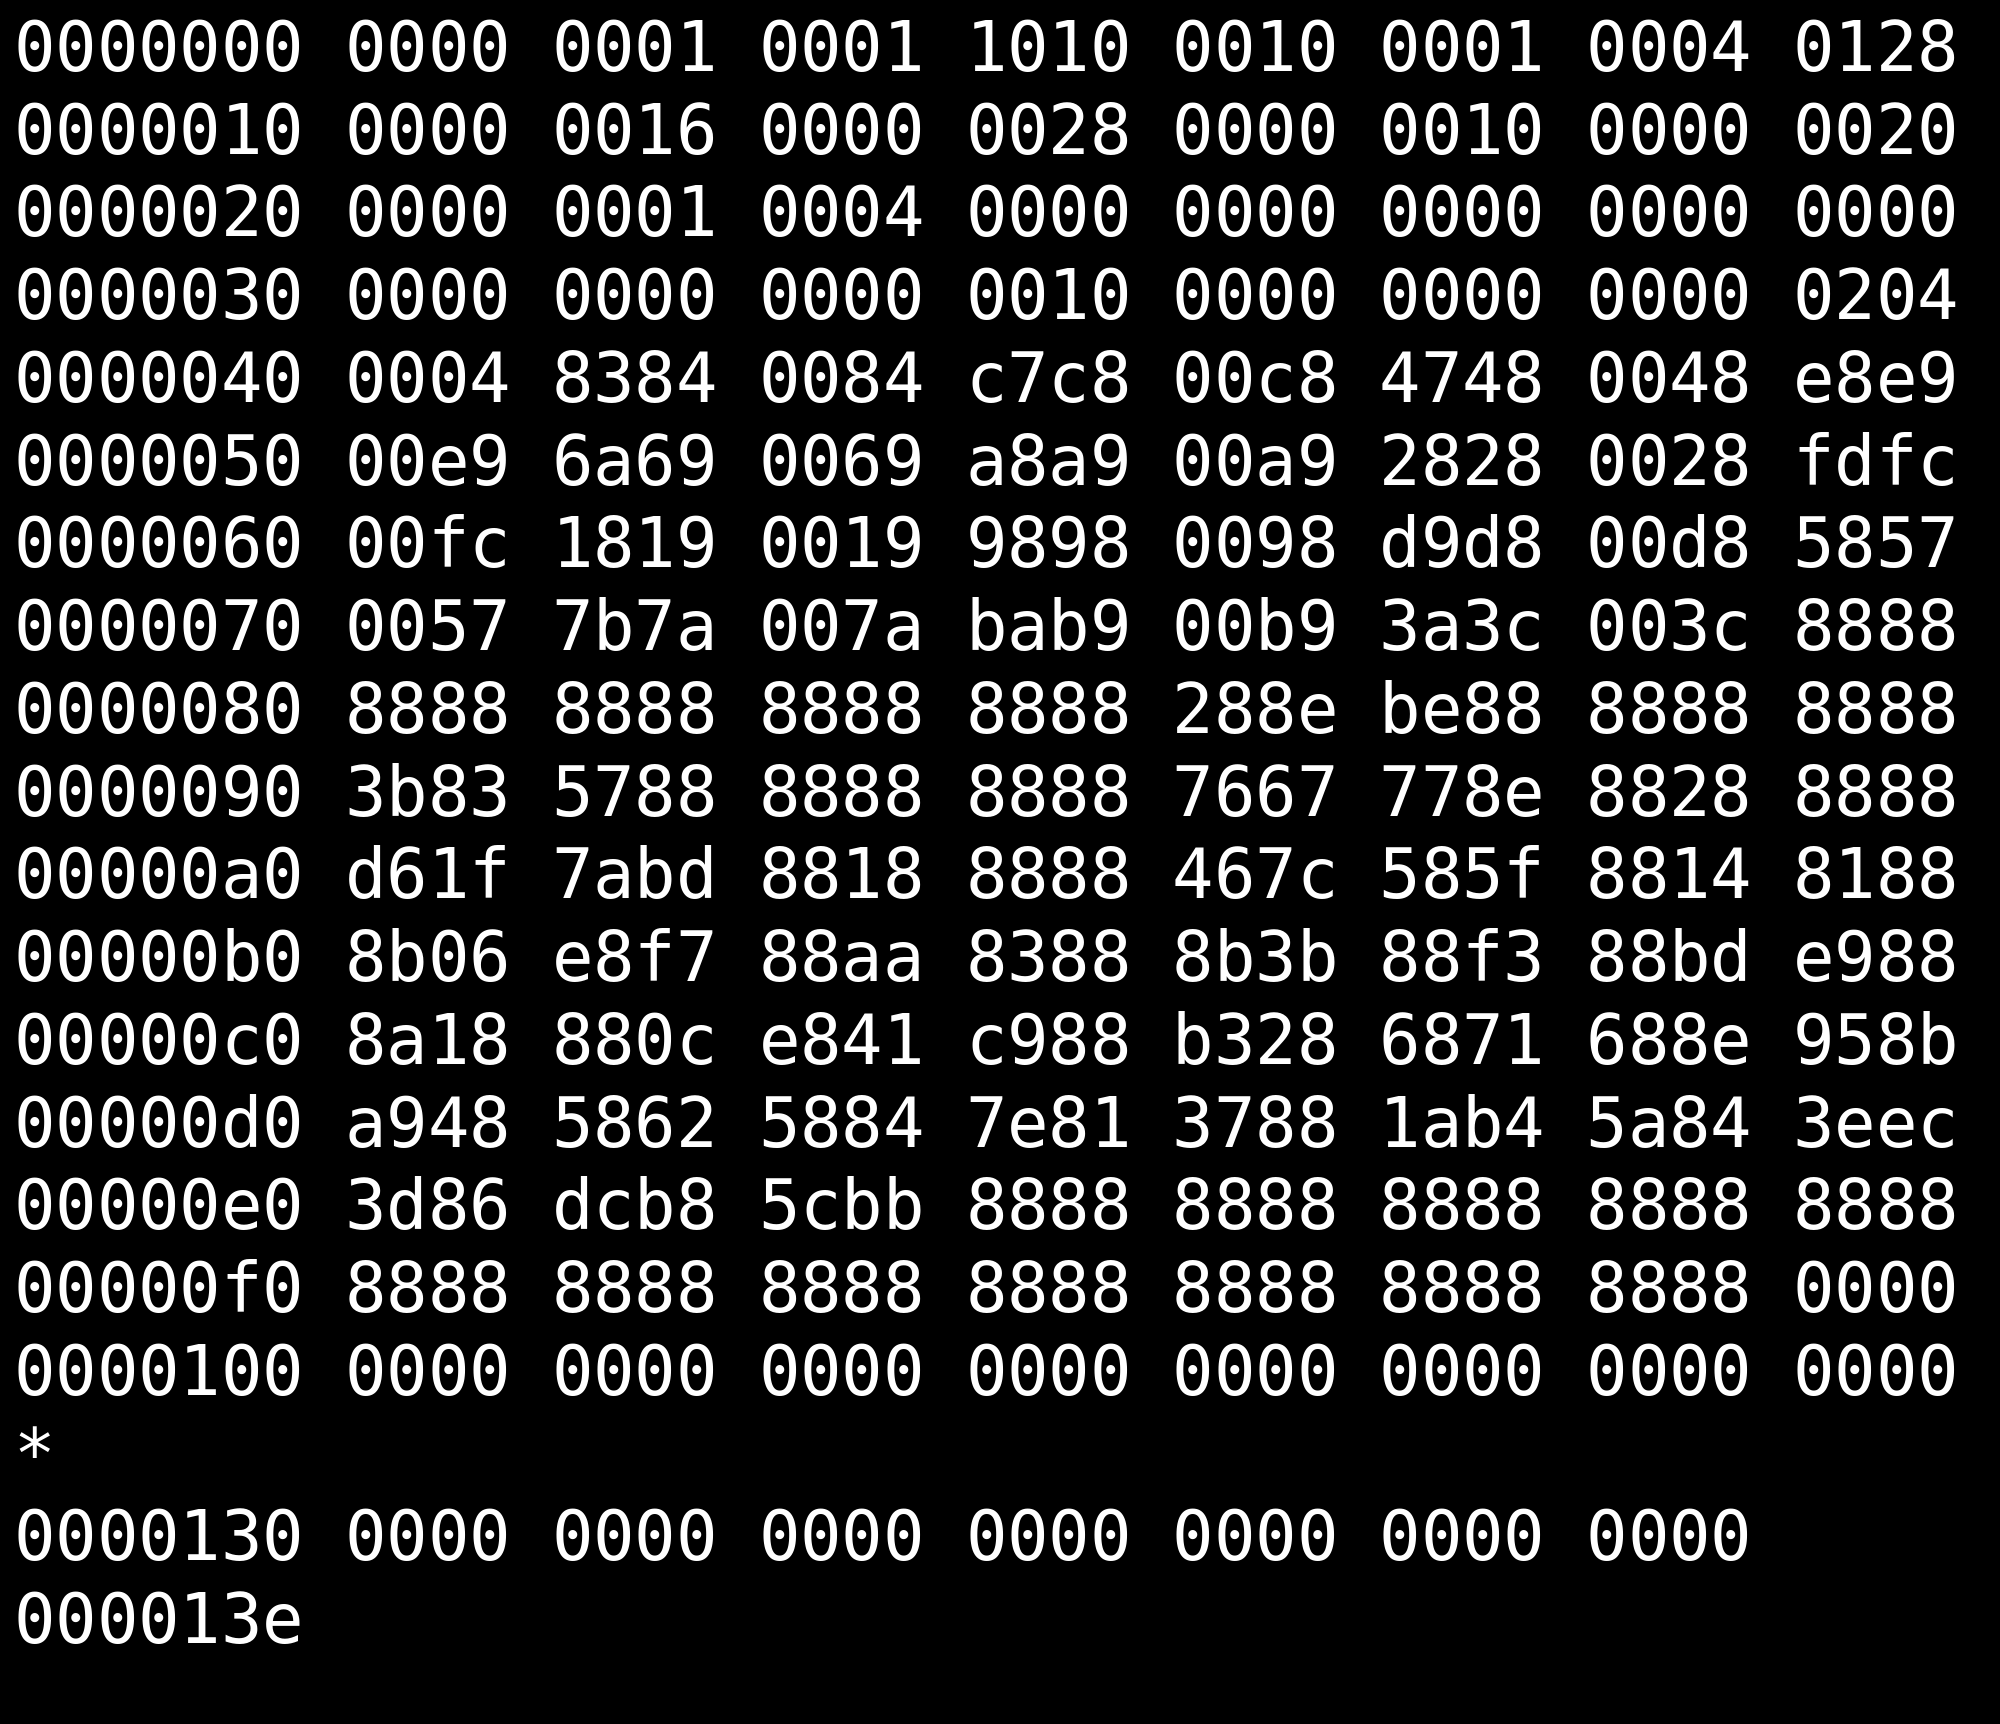 0000000 0000 0001 0001 1010 0010 0001 0004 0128
0000010 0000 0016 0000 0028 0000 0010 0000 0020
0000020 0000 0001 0004 0000 0000 0000 0000 0000
0000030 0000 0000 0000 0010 0000 0000 0000 0204
0000040 0004 8384 0084 c7c8 00c8 4748 0048 e8e9
0000050 00e9 6a69 0069 a8a9 00a9 2828 0028 fdfc
0000060 00fc 1819 0019 9898 0098 d9d8 00d8 5857
0000070 0057 7b7a 007a bab9 00b9 3a3c 003c 8888
0000080 8888 8888 8888 8888 288e be88 8888 8888
0000090 3b83 5788 8888 8888 7667 778e 8828 8888
00000a0 d61f 7abd 8818 8888 467c 585f 8814 8188
00000b0 8b06 e8f7 88aa 8388 8b3b 88f3 88bd e988
00000c0 8a18 880c e841 c988 b328 6871 688e 958b
00000d0 a948 5862 5884 7e81 3788 1ab4 5a84 3eec
00000e0 3d86 dcb8 5cbb 8888 8888 8888 8888 8888
00000f0 8888 8888 8888 8888 8888 8888 8888 0000
0000100 0000 0000 0000 0000 0000 0000 0000 0000
*
0000130 0000 0000 0000 0000 0000 0000 0000
000013e